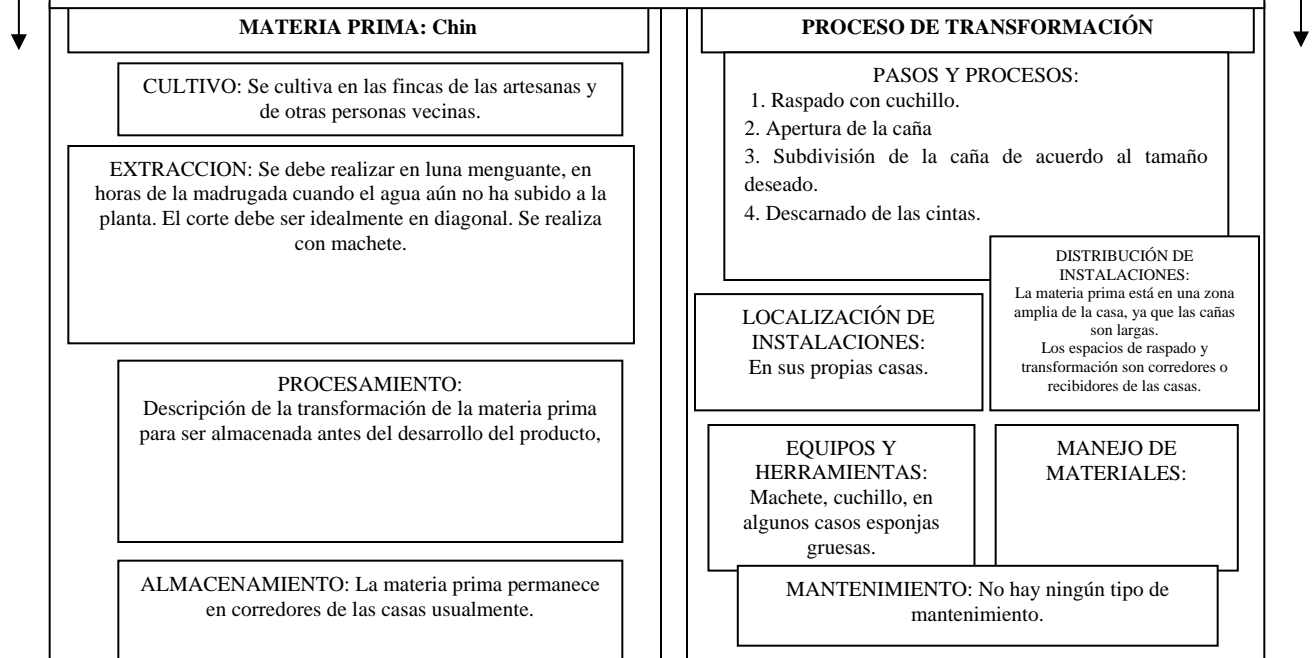 MATERIA PRIMA: Chin
CULTIVO: Se cultiva en las fincas de las artesanas y
de otras personas vecinas.
EXTRACCION: Se debe realizar en luna menguante, en
horas de la madrugada cuando el agua aún no ha subido a la
planta. El corte debe ser idealmente en diagonal. Se realiza
con machete.
PROCESAMIENTO:
Descripción de la transformación de la materia prima
para ser almacenada antes del desarrollo del producto,
ALMACENAMIENTO: La materia prima permanece
en corredores de las casas usualmente.
PROCESO DE TRANSFORMACIÓN
PASOS Y PROCESOS:
1. Raspado con cuchillo.
2. Apertura de la caña
3. Subdivisión de la caña de acuerdo al tamaño
deseado.
4. Descarnado de las cintas.
DISTRIBUCIÓN DE
INSTALACIONES:
La materia prima está en una zona
amplia de la casa, ya que las cañas
son largas.
Los espacios de raspado y
transformación son corredores o
recibidores de las casas.
LOCALIZACIÓN DE
INSTALACIONES:
En sus propias casas.
EQUIPOS Y
HERRAMIENTAS:
Machete, cuchillo, en
algunos casos esponjas
gruesas.
MANEJO DE
MATERIALES:
MANTENIMIENTO: No hay ningún tipo de
mantenimiento.